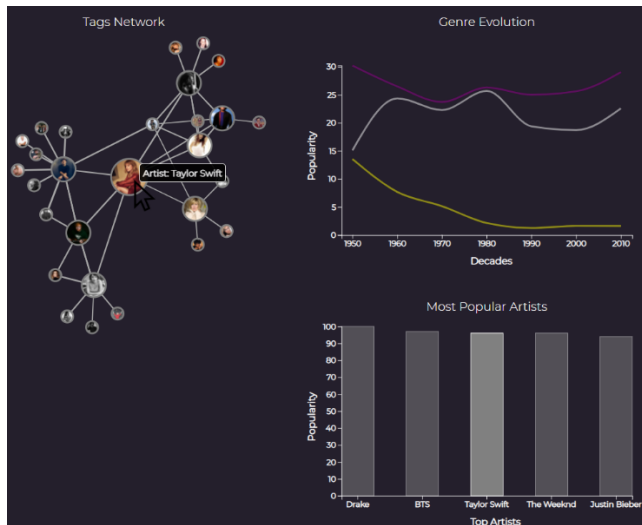 Tags Network
Artist: Taylor Swift
Genre Evolution
Popularity
30
25
20
15
10
5
0
1950 1960 1970 1980 1990 2000 2010
Decades
Most Popular Artists
Popularity
100
90
80
70
60
50
40
30
20
10
0
Drake BTS Taylor Swift The Weeknd Justin Bieber
Top Artists